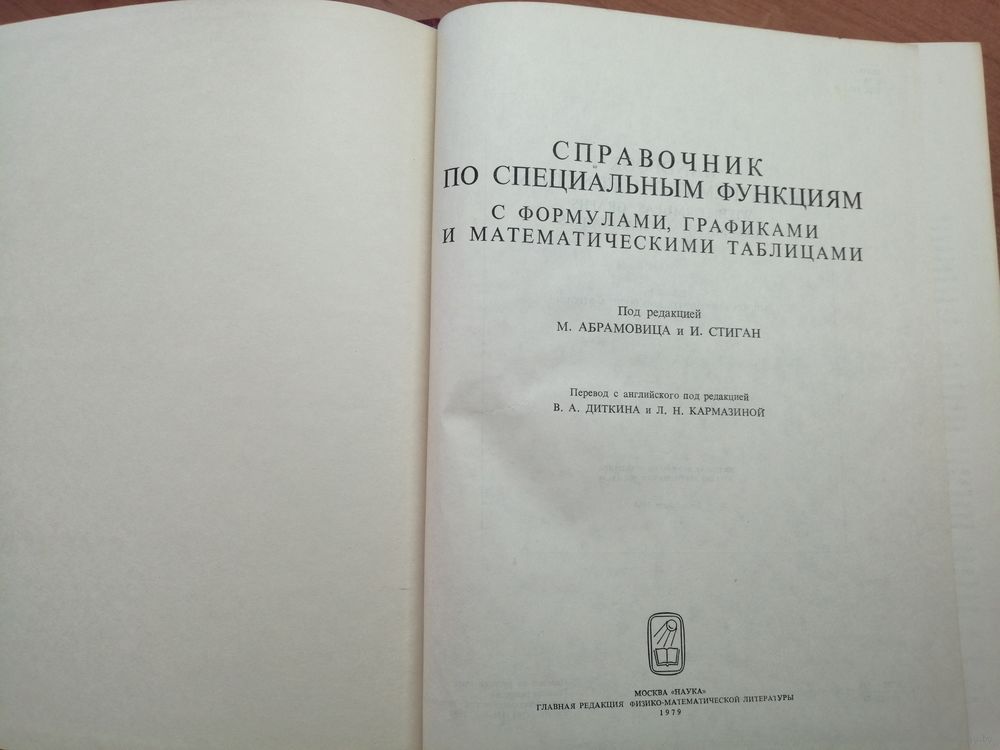 СПРАВОЧНИК
ПО СПЕЦИАЛЬНЫМ ФУНКЦИЯМ
С ФОРМУЛАМИ, ГРАФИКАМИ
И МАТЕМАТИЧЕСКИМИ ТАБЛИЦАМИ
Под редакцией
М. АБРАМОВИЦА и И. СТИГАН
Перевод с английского под редакцией
В. А. ДИТКИНА и Л. Н. КАРМАЗИНОЙ
МОСКВА «НАУКА»
ГЛАВНАЯ РЕДАКЦИЯ ФИЗИКО-МАТЕМАТИЧЕСКОЙ ЛИТЕРАТУРЫ
1979